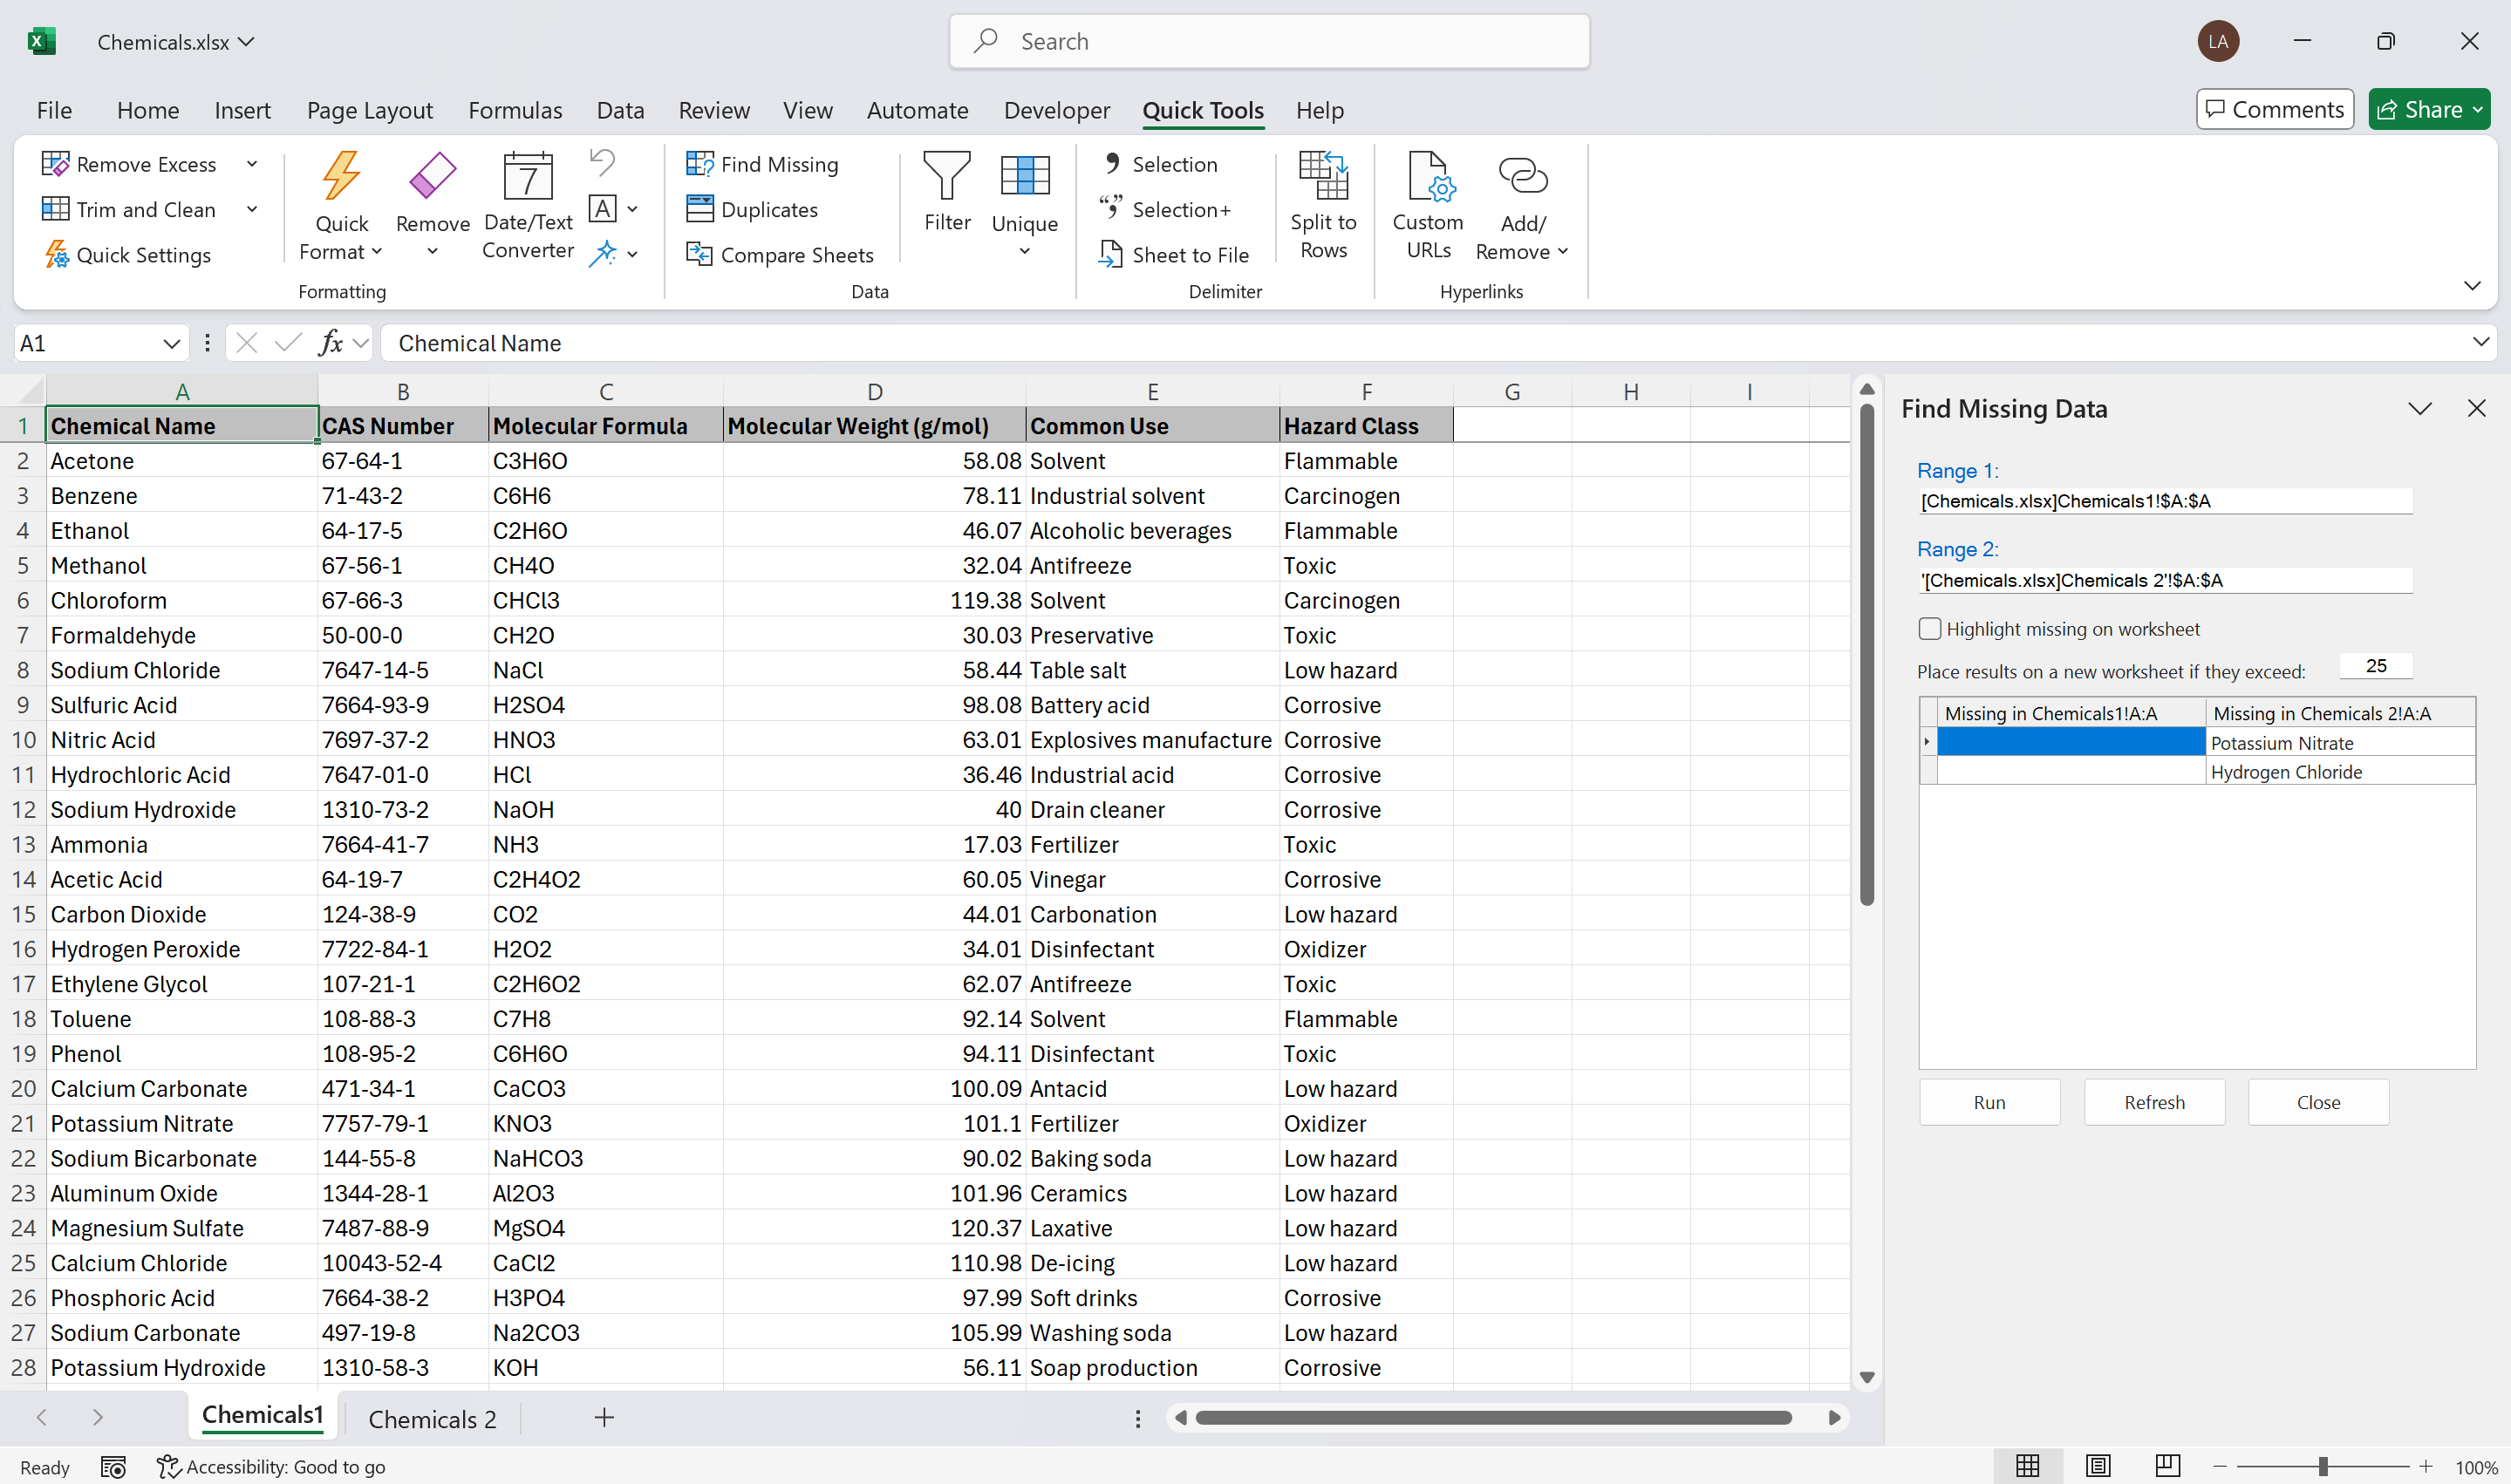 Chemicals.xlsx
Search
LA
File Home Insert Page Layout Formulas Data Review View Automate Developer Quick Tools Help
Comments Share
Remove Excess
Trim and Clean
Quick Settings
Quick Format
Remove
Date/Text Converter
7
A
Formatting
Find Missing
Duplicates
Compare Sheets
Filter
Unique
Data
Selection
Selection+
Sheet to File
Split to Rows
Delimiter
Custom URLs
Add/ Remove
Hyperlinks
A1 fx Chemical Name
A B C D E F G H I
1 Chemical Name CAS Number Molecular Formula Molecular Weight (g/mol) Common Use Hazard Class
2 Acetone 67-64-1 C3H6O 58.08 Solvent Flammable
3 Benzene 71-43-2 C6H6 78.11 Industrial solvent Carcinogen
4 Ethanol 64-17-5 C2H6O 46.07 Alcoholic beverages Flammable
5 Methanol 67-56-1 CH4O 32.04 Antifreeze Toxic
6 Chloroform 67-66-3 CHCl3 119.38 Solvent Carcinogen
7 Formaldehyde 50-00-0 CH2O 30.03 Preservative Toxic
8 Sodium Chloride 7647-14-5 NaCl 58.44 Table salt Low hazard
9 Sulfuric Acid 7664-93-9 H2SO4 98.08 Battery acid Corrosive
10 Nitric Acid 7697-37-2 HNO3 63.01 Explosives manufacture Corrosive
11 Hydrochloric Acid 7647-01-0 HCl 36.46 Industrial acid Corrosive
12 Sodium Hydroxide 1310-73-2 NaOH 40 Drain cleaner Corrosive
13 Ammonia 7664-41-7 NH3 17.03 Fertilizer Toxic
14 Acetic Acid 64-19-7 C2H4O2 60.05 Vinegar Corrosive
15 Carbon Dioxide 124-38-9 CO2 44.01 Carbonation Low hazard
16 Hydrogen Peroxide 7722-84-1 H2O2 34.01 Disinfectant Oxidizer
17 Ethylene Glycol 107-21-1 C2H6O2 62.07 Antifreeze Toxic
18 Toluene 108-88-3 C7H8 92.14 Solvent Flammable
19 Phenol 108-95-2 C6H6O 94.11 Disinfectant Toxic
20 Calcium Carbonate 471-34-1 CaCO3 100.09 Antacid Low hazard
21 Potassium Nitrate 7757-79-1 KNO3 101.1 Fertilizer Oxidizer
22 Sodium Bicarbonate 144-55-8 NaHCO3 90.02 Baking soda Low hazard
23 Aluminum Oxide 1344-28-1 Al2O3 101.96 Ceramics Low hazard
24 Magnesium Sulfate 7487-88-9 MgSO4 120.37 Laxative Low hazard
25 Calcium Chloride 10043-52-4 CaCl2 110.98 De-icing Low hazard
26 Phosphoric Acid 7664-38-2 H3PO4 97.99 Soft drinks Corrosive
27 Sodium Carbonate 497-19-8 Na2CO3 105.99 Washing soda Low hazard
28 Potassium Hydroxide 1310-58-3 KOH 56.11 Soap production Corrosive
Find Missing Data
Range 1:
[Chemicals.xlsx]Chemicals1!$A:$A
Range 2:
'[Chemicals.xlsx]Chemicals 2'!$A:$A
Highlight missing on worksheet
Place results on a new worksheet if they exceed: 25
Missing in Chemicals1!A:A Missing in Chemicals 2!A:A
Potassium Nitrate
Hydrogen Chloride
Run Refresh Close
Chemicals1 Chemicals 2
Ready Accessibility: Good to go 100%